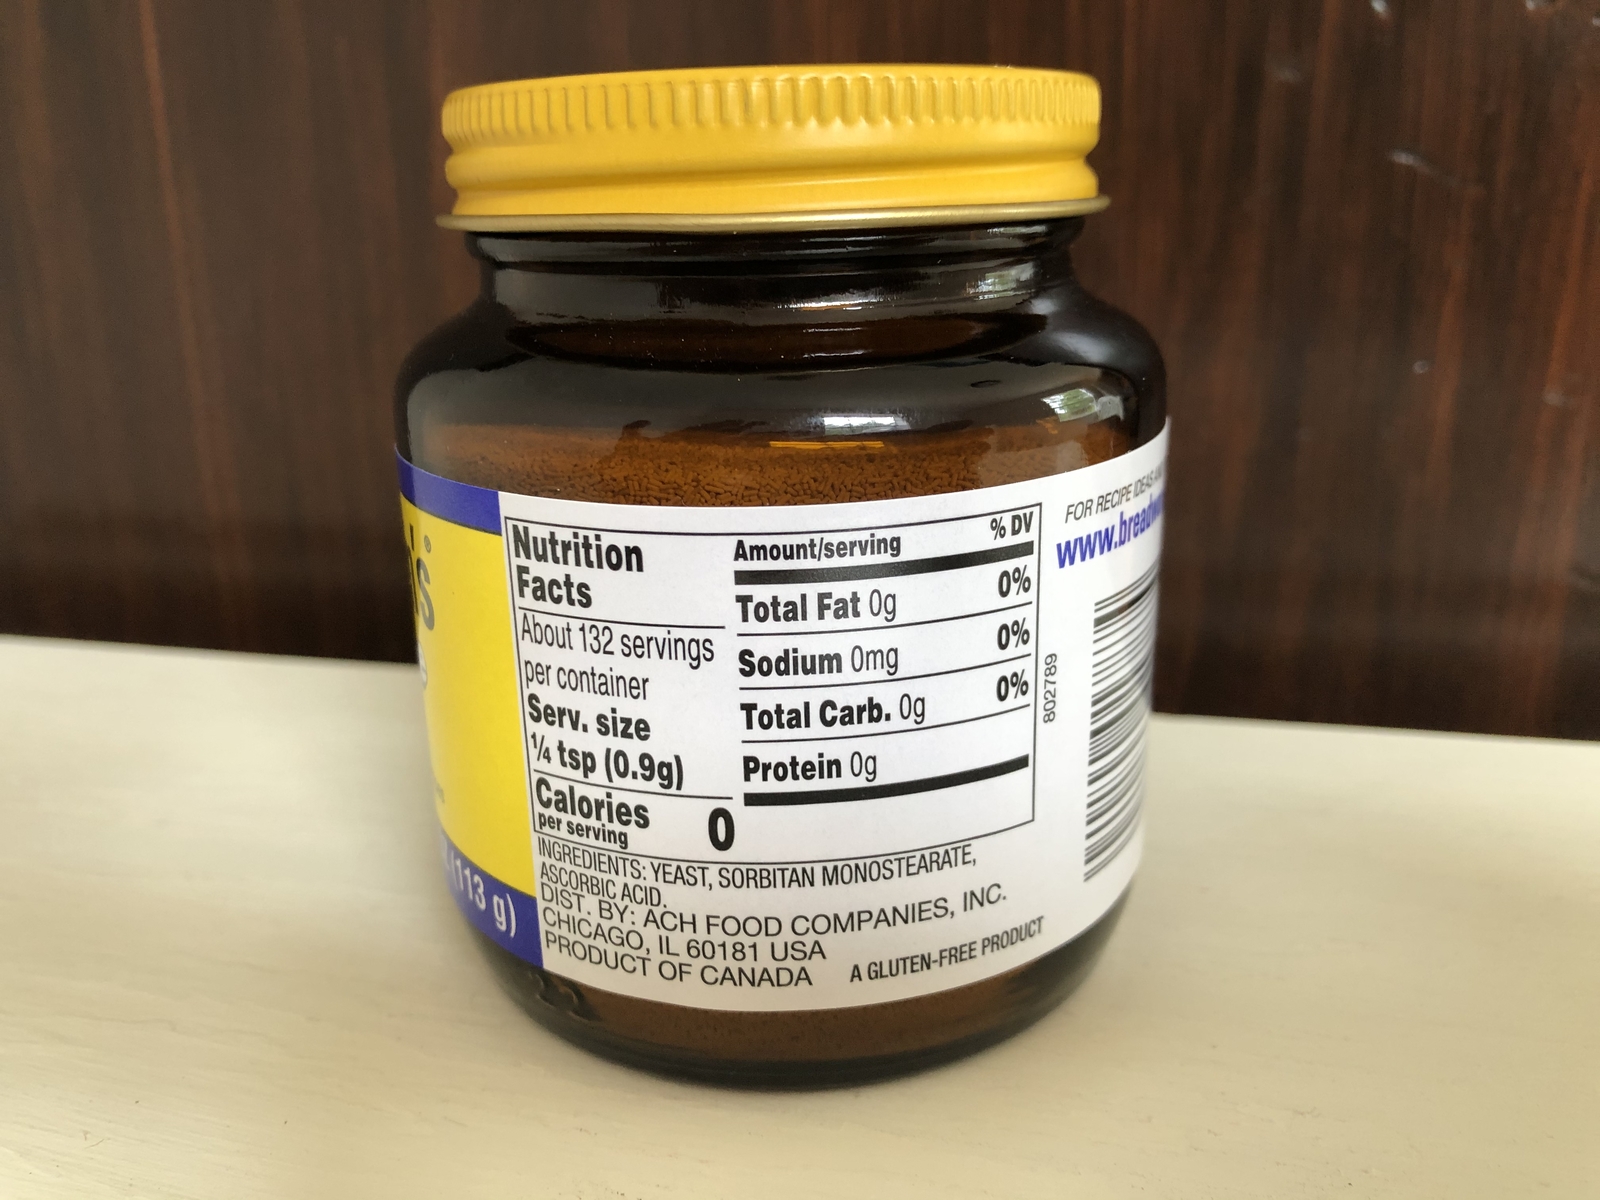 's®
(113 g)
Nutrition
Facts
About 132 servings
per container
Serv. size
¼ tsp (0.9g)
Calories
per serving
0
Amount/serving % DV
Total Fat 0g 0%
Sodium 0mg 0%
Total Carb. 0g 0%
Protein 0g
INGREDIENTS: YEAST, SORBITAN MONOSTEARATE,
ASCORBIC ACID.
DIST. BY: ACH FOOD COMPANIES, INC.
CHICAGO, IL 60181 USA
PRODUCT OF CANADA
A GLUTEN-FREE PRODUCT
802789
FOR RECIPE IDEAS
www.bread